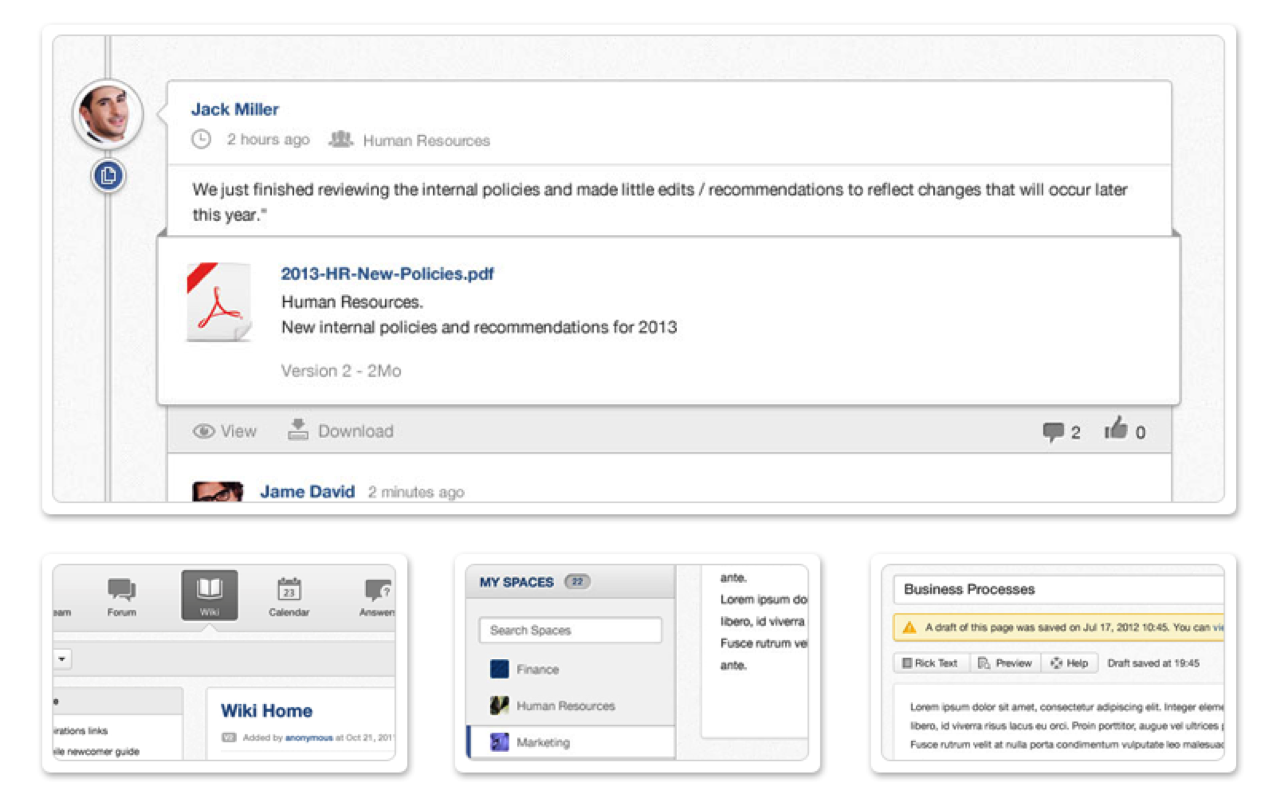 Jack Miller
2 hours ago Human Resources
We just finished reviewing the internal policies and made little edits / recommendations to reflect changes that will occur later
this year."
2013-HR-New-Policies.pdf
Human Resources.
New internal policies and recommendations for 2013
Version 2 - 2Mo
View Download 2 0
Jame David 2 minutes ago
Forum Wiki 23 Calendar ? Answer
Wiki Home
V2 Added by anonymous at Oct 21, 201
irations links
newcomer guide
MY SPACES 22
Search Spaces
Finance
Human Resources
Marketing
ante.
Lorem ipsum do
libero, id viverra
Fusce rutrum ve
ante.
Business Processes
A draft of this page was saved on Jul 17, 2012 10:45. You can vie
Rick Text Preview Help Draft saved at 19:45
Lorem ipsum dolor sit amet, consectetur adipiscing elit. Integer eleme
libero, id viverra risus lacus eu orci. Proin porttitor, augue vel ultrices
Fusce rutrum velit at nulla porta condimentum vulputate leo malesuad